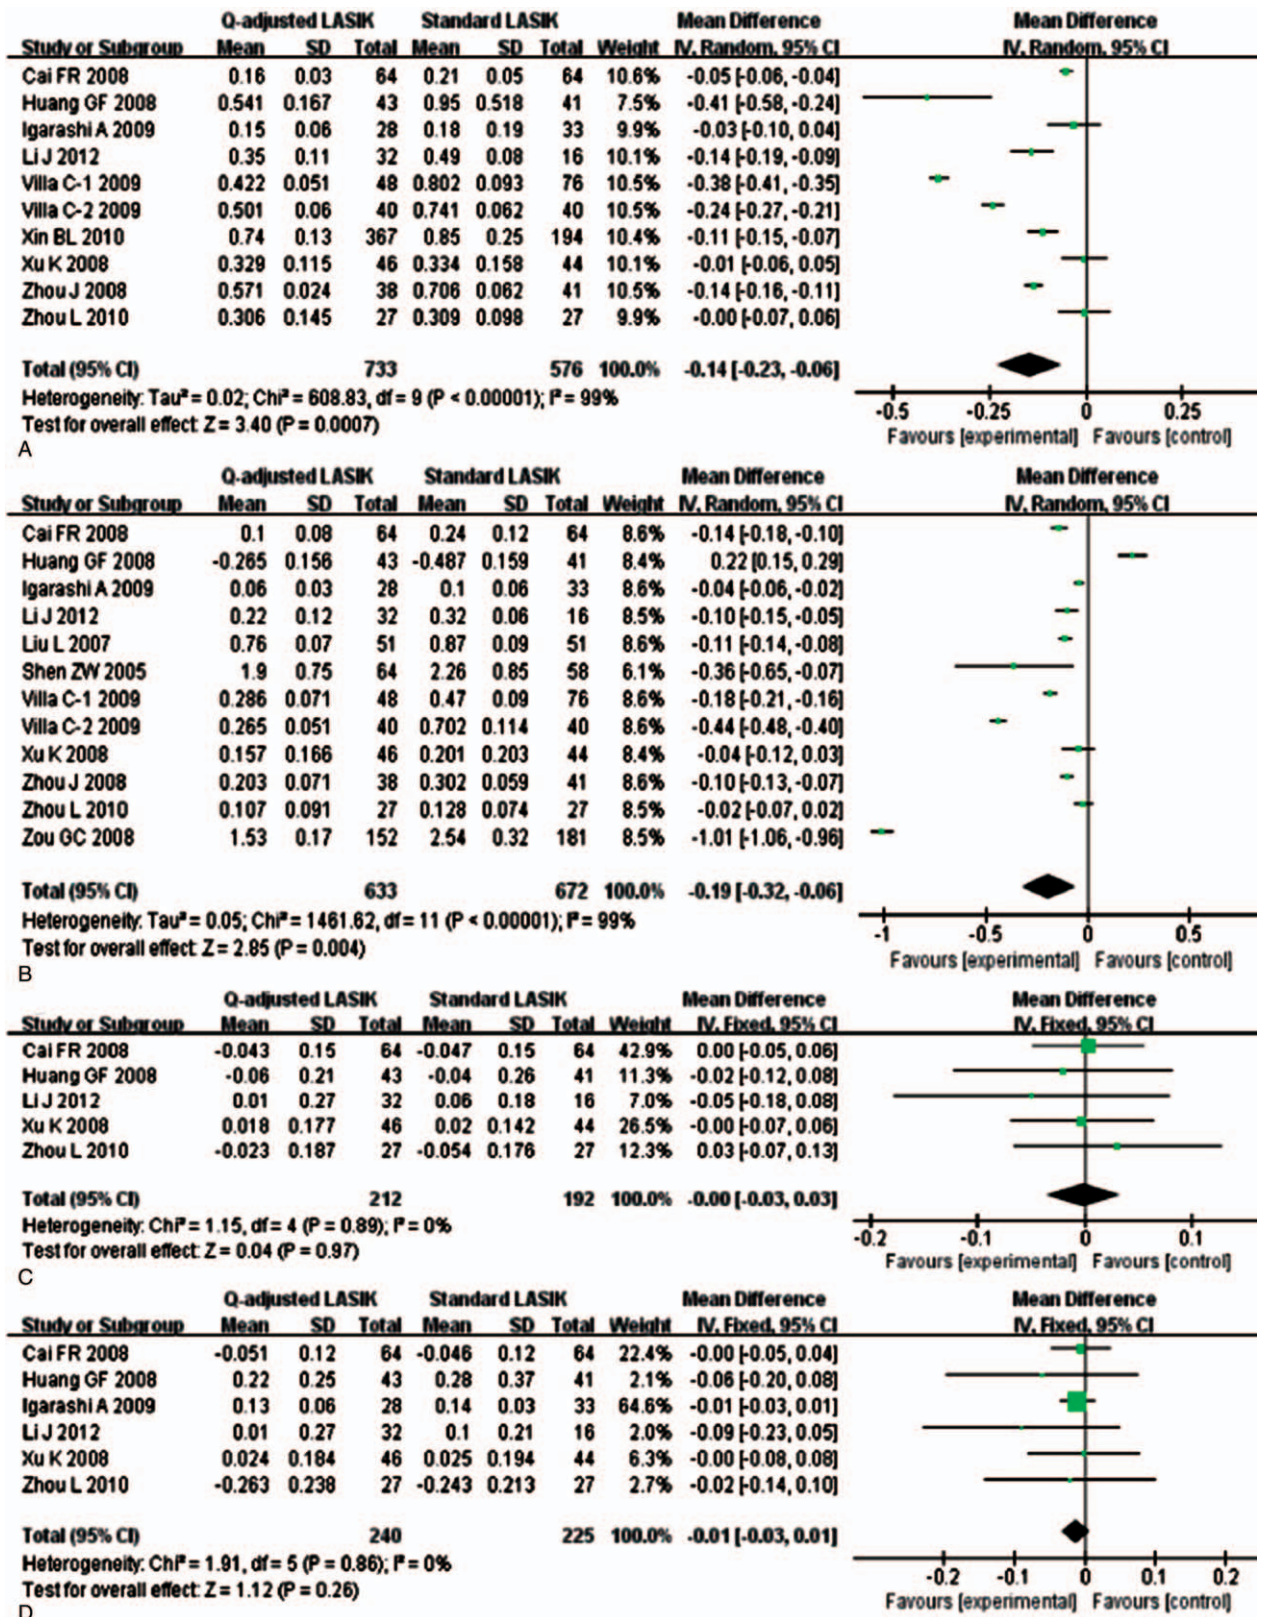 Q-adjusted LASIK Standard LASIK Mean Difference Mean Difference
Study or Subgroup Mean SD Total Mean SD Total Weight IV, Random, 95% CI IV, Random, 95% CI
Cai FR 2008 0.16 0.03 64 0.21 0.05 64 10.6% -0.05 [-0.06, -0.04]
Huang GF 2008 0.541 0.167 43 0.95 0.518 41 7.5% -0.41 [-0.58, -0.24]
Igarashi A 2009 0.15 0.06 28 0.18 0.19 33 9.9% -0.03 [-0.10, 0.04]
Li J 2012 0.35 0.11 32 0.49 0.08 16 10.1% -0.14 [-0.19, -0.09]
Villa C-1 2009 0.422 0.051 48 0.802 0.093 76 10.5% -0.38 [-0.41, -0.35]
Villa C-2 2009 0.501 0.06 40 0.741 0.062 40 10.5% -0.24 [-0.27, -0.21]
Xin BL 2010 0.74 0.13 367 0.85 0.25 194 10.4% -0.11 [-0.15, -0.07]
Xu K 2008 0.329 0.115 46 0.334 0.158 44 10.1% -0.01 [-0.06, 0.05]
Zhou J 2008 0.571 0.024 38 0.706 0.062 41 10.5% -0.14 [-0.16, -0.11]
Zhou L 2010 0.306 0.145 27 0.309 0.098 27 9.9% -0.00 [-0.07, 0.06]
Total (95% CI) 733 576 100.0% -0.14 [-0.23, -0.06]
Heterogeneity: Tau² = 0.02; Chi² = 608.83, df = 9 (P < 0.00001); I² = 99%
Test for overall effect: Z = 3.40 (P = 0.0007)
-0.5 -0.25 0 0.25
Favours [experimental] Favours [control]
A
Q-adjusted LASIK Standard LASIK Mean Difference Mean Difference
Study or Subgroup Mean SD Total Mean SD Total Weight IV, Random, 95% CI IV, Random, 95% CI
Cai FR 2008 0.1 0.08 64 0.24 0.12 64 8.6% -0.14 [-0.18, -0.10]
Huang GF 2008 -0.265 0.156 43 -0.487 0.159 41 8.4% 0.22 [0.15, 0.29]
Igarashi A 2009 0.06 0.03 28 0.1 0.06 33 8.6% -0.04 [-0.06, -0.02]
Li J 2012 0.22 0.12 32 0.32 0.06 16 8.5% -0.10 [-0.15, -0.05]
Liu L 2007 0.76 0.07 51 0.87 0.09 51 8.6% -0.11 [-0.14, -0.08]
Shen ZW 2005 1.9 0.75 64 2.26 0.85 58 6.1% -0.36 [-0.65, -0.07]
Villa C-1 2009 0.286 0.071 48 0.47 0.09 76 8.6% -0.18 [-0.21, -0.16]
Villa C-2 2009 0.265 0.051 40 0.702 0.114 40 8.6% -0.44 [-0.48, -0.40]
Xu K 2008 0.157 0.166 46 0.201 0.203 44 8.4% -0.04 [-0.12, 0.03]
Zhou J 2008 0.203 0.071 38 0.302 0.059 41 8.6% -0.10 [-0.13, -0.07]
Zhou L 2010 0.107 0.091 27 0.128 0.074 27 8.5% -0.02 [-0.07, 0.02]
Zou GC 2008 1.53 0.17 152 2.54 0.32 181 8.5% -1.01 [-1.06, -0.96]
Total (95% CI) 633 672 100.0% -0.19 [-0.32, -0.06]
Heterogeneity: Tau² = 0.05; Chi² = 1461.62, df = 11 (P < 0.00001); I² = 99%
Test for overall effect: Z = 2.85 (P = 0.004)
-1 -0.5 0 0.5
Favours [experimental] Favours [control]
B
Q-adjusted LASIK Standard LASIK Mean Difference Mean Difference
Study or Subgroup Mean SD Total Mean SD Total Weight IV, Fixed, 95% CI IV, Fixed, 95% CI
Cai FR 2008 -0.043 0.15 64 -0.047 0.15 64 42.9% 0.00 [-0.05, 0.06]
Huang GF 2008 -0.06 0.21 43 -0.04 0.26 41 11.3% -0.02 [-0.12, 0.08]
Li J 2012 0.01 0.27 32 0.06 0.18 16 7.0% -0.05 [-0.18, 0.08]
Xu K 2008 0.018 0.177 46 0.02 0.142 44 26.5% -0.00 [-0.07, 0.06]
Zhou L 2010 -0.023 0.187 27 -0.054 0.176 27 12.3% 0.03 [-0.07, 0.13]
Total (95% CI) 212 192 100.0% -0.00 [-0.03, 0.03]
Heterogeneity: Chi² = 1.15, df = 4 (P = 0.89); I² = 0%
Test for overall effect: Z = 0.04 (P = 0.97)
-0.2 -0.1 0 0.1
Favours [experimental] Favours [control]
C
Q-adjusted LASIK Standard LASIK Mean Difference Mean Difference
Study or Subgroup Mean SD Total Mean SD Total Weight IV, Fixed, 95% CI IV, Fixed, 95% CI
Cai FR 2008 -0.051 0.12 64 -0.046 0.12 64 22.4% -0.00 [-0.05, 0.04]
Huang GF 2008 0.22 0.25 43 0.28 0.37 41 2.1% -0.06 [-0.20, 0.08]
Igarashi A 2009 0.13 0.06 28 0.14 0.03 33 64.6% -0.01 [-0.03, 0.01]
Li J 2012 0.01 0.27 32 0.1 0.21 16 2.0% -0.09 [-0.23, 0.05]
Xu K 2008 0.024 0.184 46 0.025 0.194 44 6.3% -0.00 [-0.08, 0.08]
Zhou L 2010 -0.263 0.238 27 -0.243 0.213 27 2.7% -0.02 [-0.14, 0.10]
Total (95% CI) 240 225 100.0% -0.01 [-0.03, 0.01]
Heterogeneity: Chi² = 1.91, df = 5 (P = 0.86); I² = 0%
Test for overall effect: Z = 1.12 (P = 0.26)
-0.2 -0.1 0 0.1 0.2
Favours [experimental] Favours [control]
D